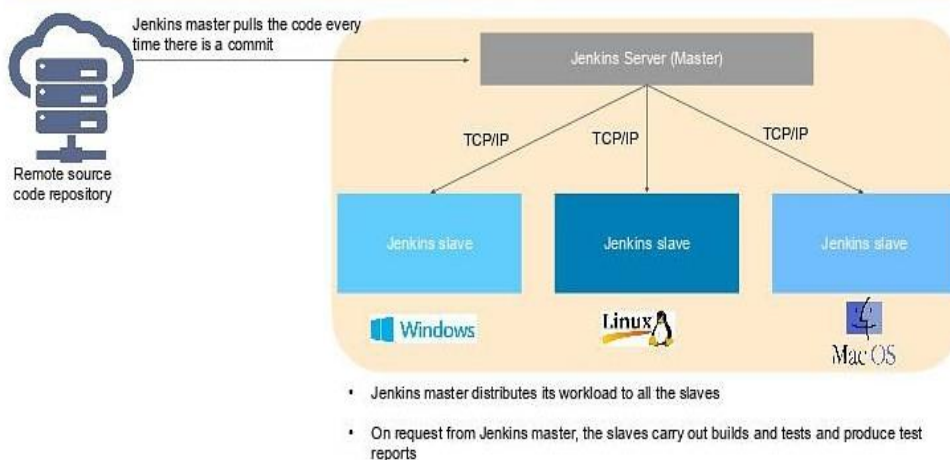 Jenkins master pulls the code every
time there is a commit
Jenkins Server (Master)
TCP/IP
TCP/IP
TCP/IP
Remote source
code repository
Jenkins slave
Jenkins slave
Jenkins slave
Windows
Linux
Mac OS
• Jenkins master distributes its workload to all the slaves
• On request from Jenkins master, the slaves carry out builds and tests and produce test
reports